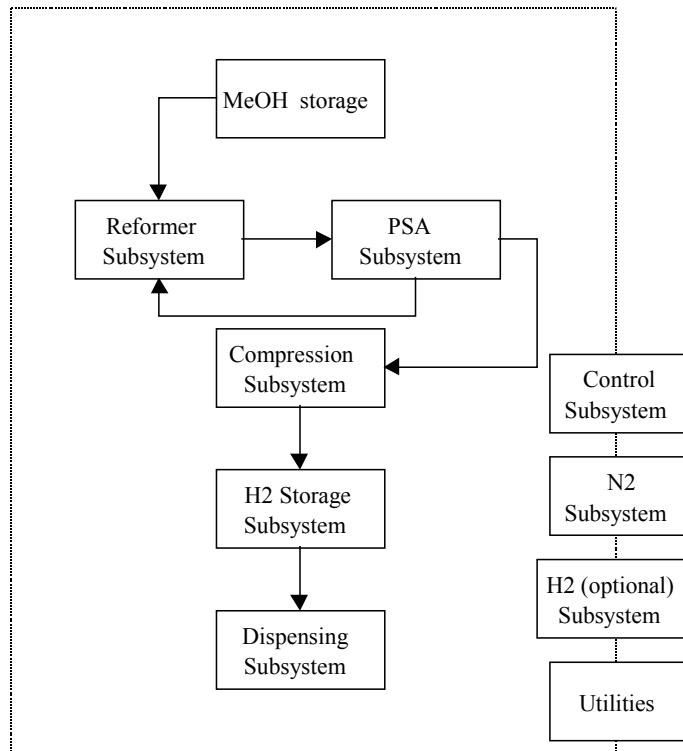 MeOH storage
Reformer
Subsystem
PSA
Subsystem
Compression
Subsystem
Control
Subsystem
H2 Storage
Subsystem
N2
Subsystem
H2 (optional)
Subsystem
Dispensing
Subsystem
Utilities